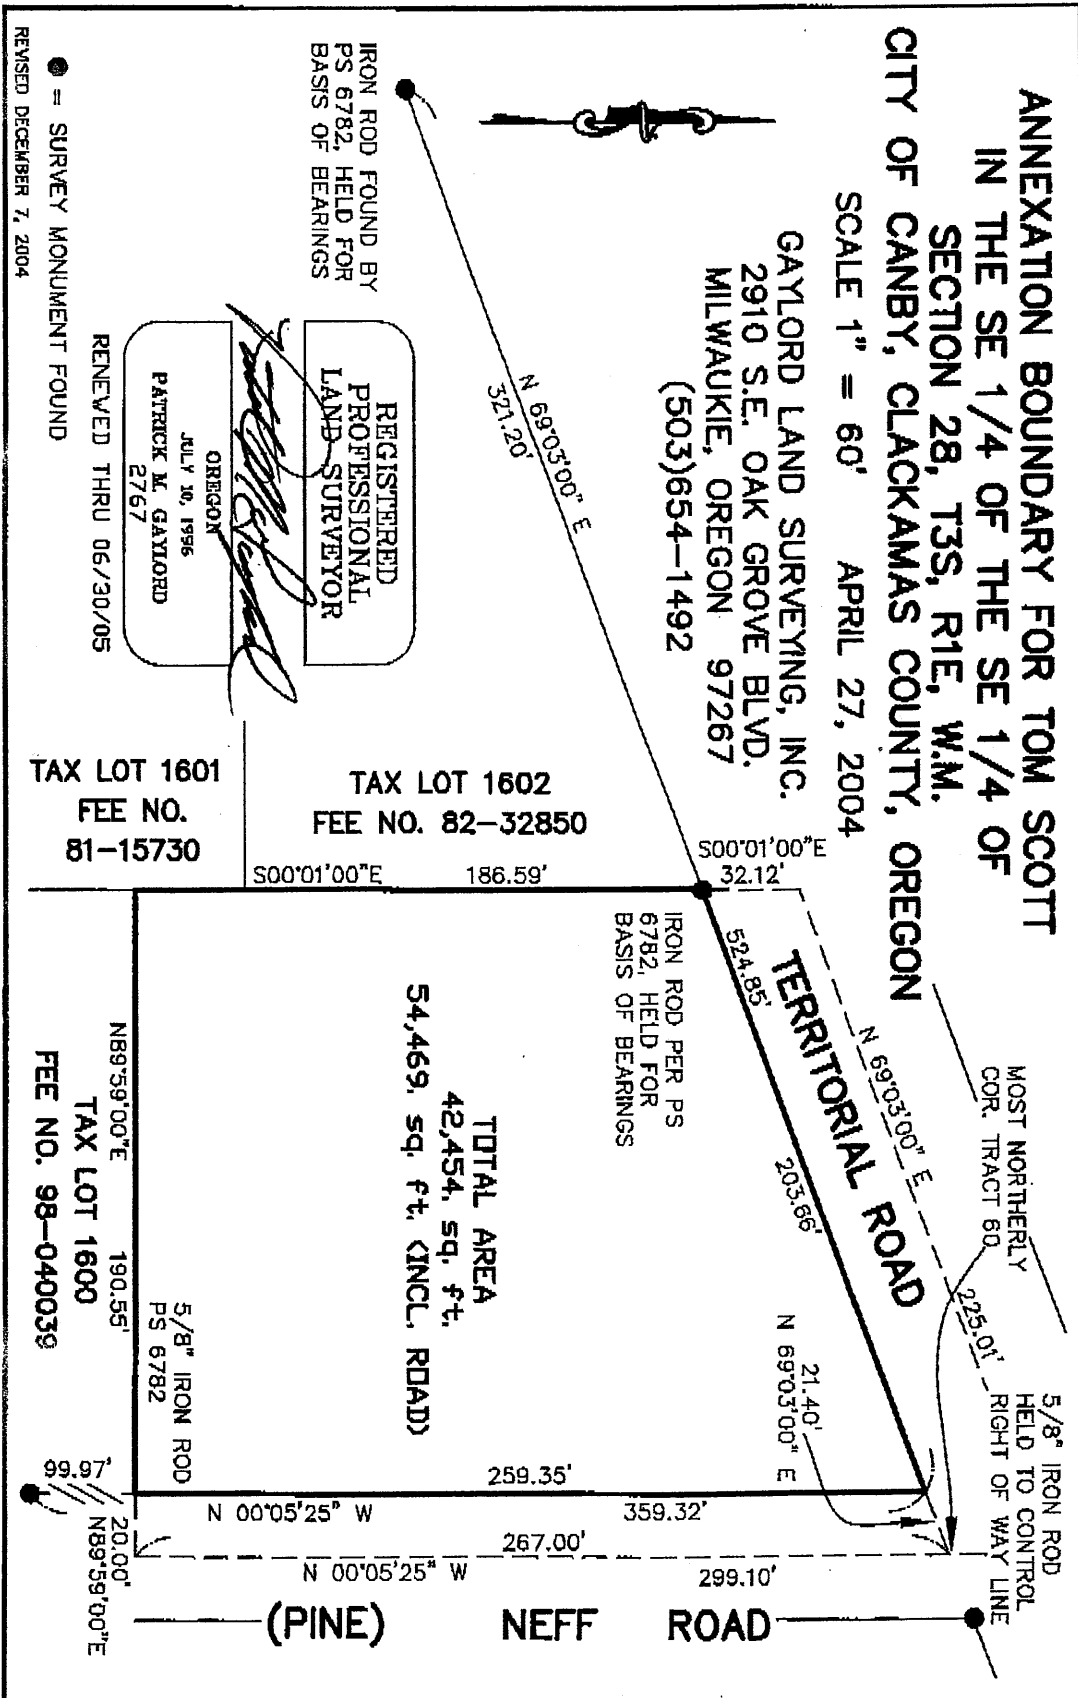 ANNEXATION BOUNDARY FOR TOM SCOTT
IN THE SE 1/4 OF THE SE 1/4 OF
SECTION 28, T3S, R1E, W.M.
CITY OF CANBY, CLACKAMAS COUNTY, OREGON
SCALE 1" = 60' APRIL 27, 2004
GAYLORD LAND SURVEYING, INC.
2910 S.E. OAK GROVE BLVD.
MILWAUKIE, OREGON 97267
(503)654-1492
N 69°03'00" E
321.20'
IRON ROD FOUND BY
PS 6782, HELD FOR
BASIS OF BEARINGS
REGISTERED
PROFESSIONAL
LAND SURVEYOR
OREGON
JULY 10, 1996
PATRICK M. GAYLORD
2767
RENEWED THRU 06/30/05
= SURVEY MONUMENT FOUND
REVISED DECEMBER 7, 2004
TAX LOT 1601
FEE NO.
81-15730
TAX LOT 1602
FEE NO. 82-32850
S00°01'00"E
186.59'
S00°01'00"E
32.12'
MOST NORTHERLY
COR. TRACT 60
N 69°03'00" E
225.01'
TERRITORIAL ROAD
524.85'
203.66'
IRON ROD PER PS
6782, HELD FOR
BASIS OF BEARINGS
21.40'
N 69°03'00" E
5/8" IRON ROD
HELD TO CONTROL
RIGHT OF WAY LINE
TOTAL AREA
42,454. sq. ft.
54,469. sq. ft. (INCL. ROAD)
5/8" IRON ROD
PS 6782
N89°59'00"E 190.55'
TAX LOT 1600
FEE NO. 98-040039
99.97'
259.35'
N 00°05'25" W
359.32'
20.00'
N89°59'00"E
267.00'
N 00°05'25" W
299.10'
(PINE) NEFF ROAD